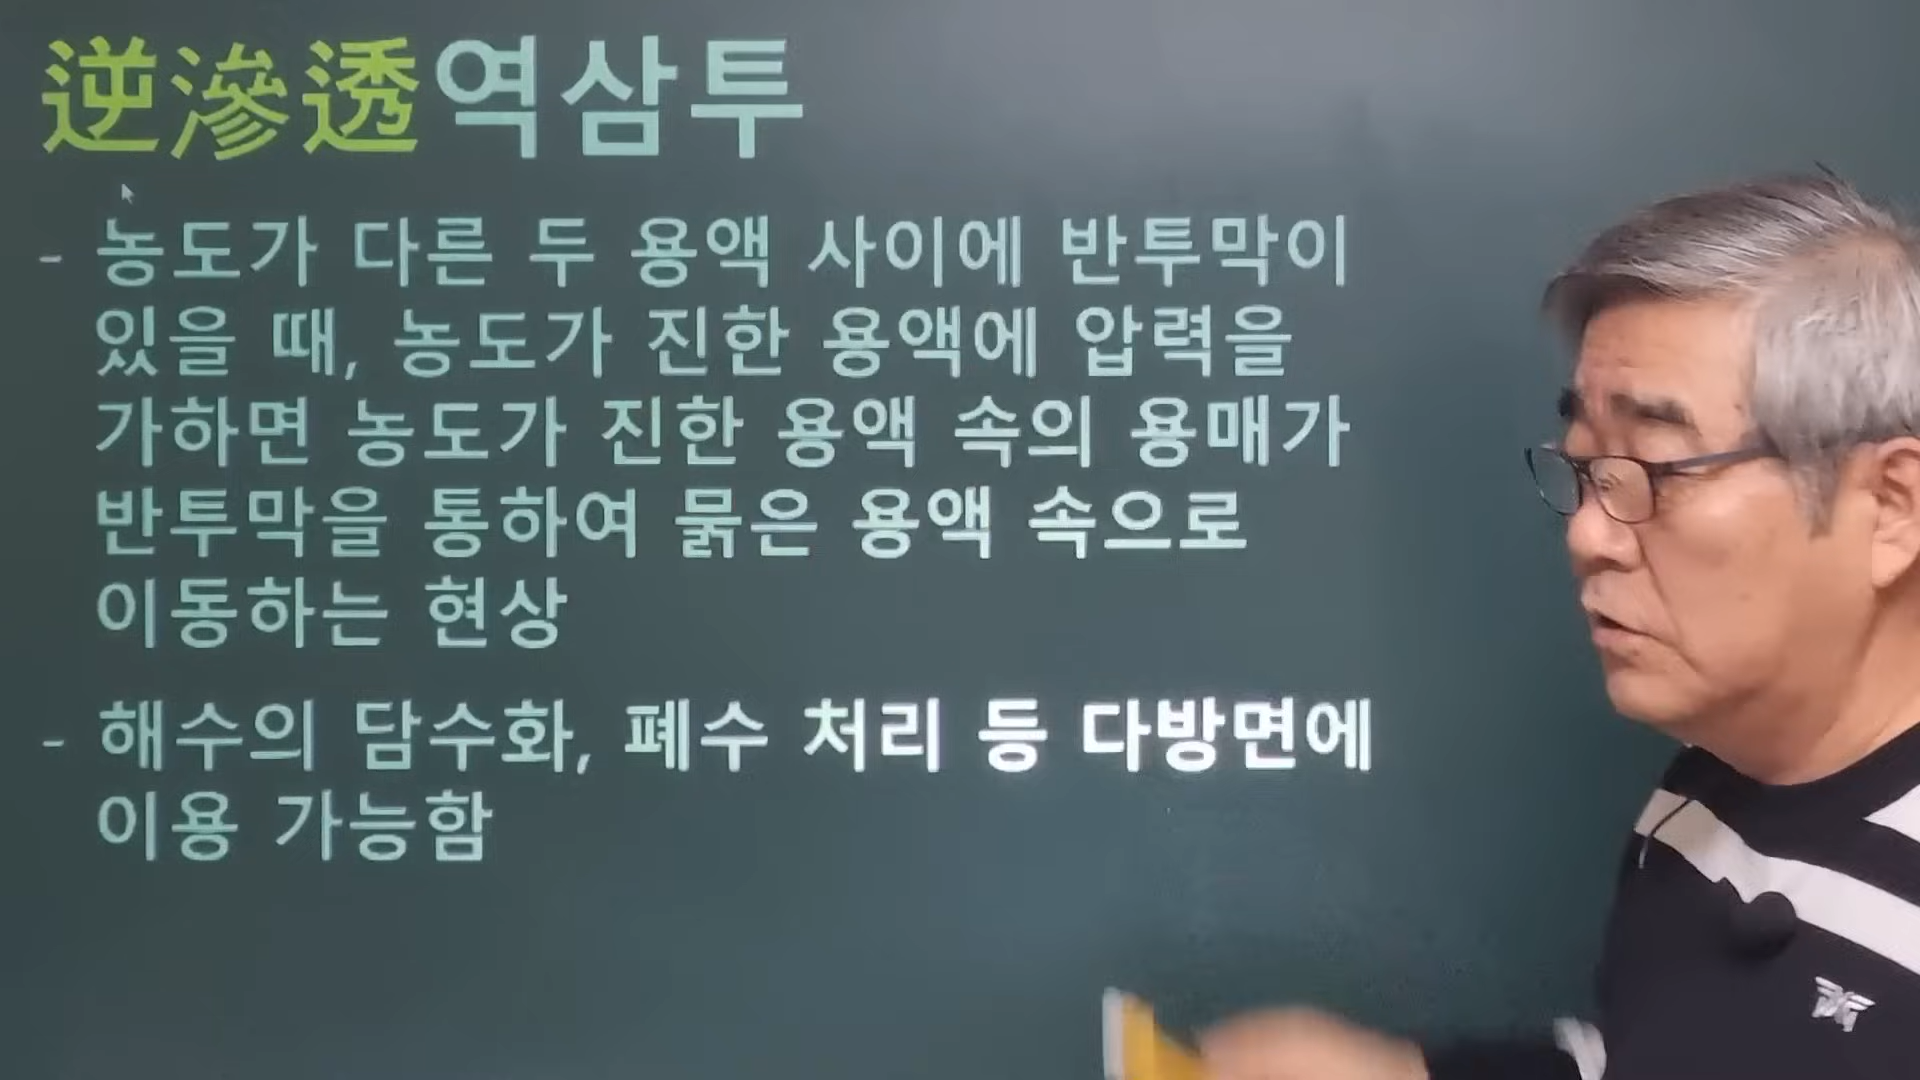 逆滲透역삼투
- 농도가 다른 두 용액 사이에 반투막이
있을 때, 농도가 진한 용액에 압력을
가하면 농도가 진한 용액 속의 용매가
반투막을 통하여 묽은 용액 속으로
이동하는 현상
- 해수의 담수화, 폐수 처리 등 다방면에
이용 가능함